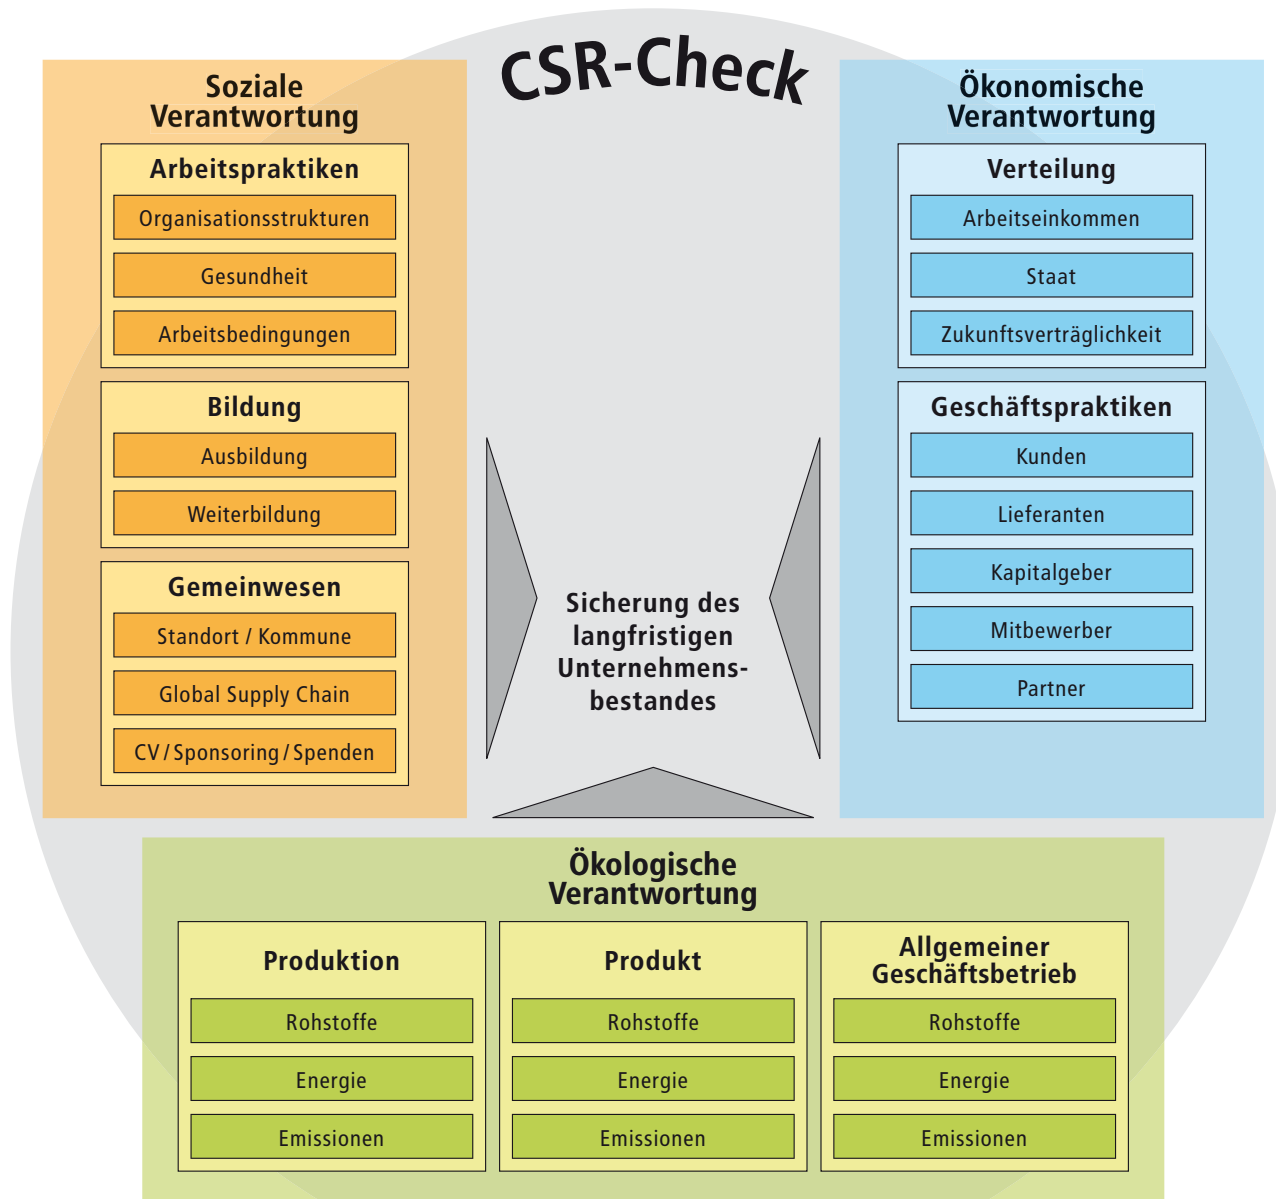 CSR-Check
Soziale
Verantwortung
Arbeitspraktiken
Organisationsstrukturen
Gesundheit
Arbeitsbedingungen
Bildung
Ausbildung
Weiterbildung
Gemeinwesen
Standort / Kommune
Global Supply Chain
CV / Sponsoring / Spenden
Sicherung des
langfristigen
Unternehmens-
bestandes
Ökonomische
Verantwortung
Verteilung
Arbeitseinkommen
Staat
Zukunftsverträglichkeit
Geschäftspraktiken
Kunden
Lieferanten
Kapitalgeber
Mitbewerber
Partner
Ökologische
Verantwortung
Produktion
Rohstoffe
Energie
Emissionen
Produkt
Rohstoffe
Energie
Emissionen
Allgemeiner
Geschäftsbetrieb
Rohstoffe
Energie
Emissionen